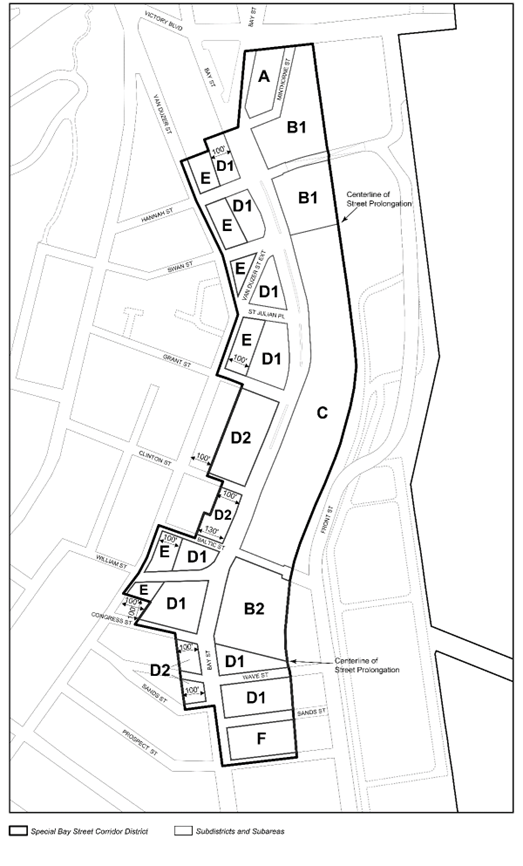 VICTORY BLVD
BAY ST
BAY ST
VAN DUZER ST
A
MINTHORNE ST
B1
100'
D1
E
D1
B1
Centerline of
Street Prolongation
HANNAH ST
E
SWAN ST
E
VAN DUZER ST EXT
D1
ST JULIAN PL
E
D1
100'
GRANT ST
C
D2
100'
CLINTON ST
100'
D2
130'
FRONT ST
BALTIC ST
100'
E
D1
WILLIAM ST
E
D1
B2
100'
100'
CONGRESS ST
100'
BAY ST
D1
Centerline of
Street Prolongation
D2
WAVE ST
100'
SANDS ST
D1
SANDS ST
F
PROSPECT ST
Special Bay Street Corridor District
Subdistricts and Subareas